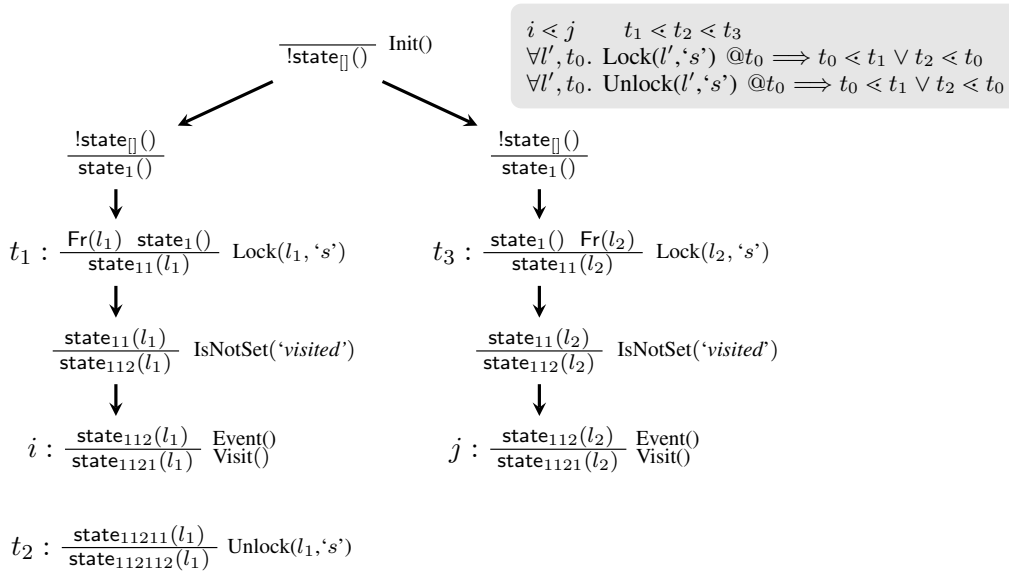 !state[]() Init()
i ⋖ j t1 ⋖ t2 ⋖ t3
∀l′, t0. Lock(l′,‘s’) @t0 ⟹ t0 ⋖ t1 ∨ t2 ⋖ t0
∀l′, t0. Unlock(l′,‘s’) @t0 ⟹ t0 ⋖ t1 ∨ t2 ⋖ t0
!state[]() !state[]()
state1() state1()
t1 : Fr(l1) state1() Lock(l1, ‘s’) t3 : state1() Fr(l2) Lock(l2, ‘s’)
state11(l1) state11(l2)
state11(l1) IsNotSet(‘visited’) state11(l2) IsNotSet(‘visited’)
state112(l1) state112(l2)
i : state112(l1) Event() j : state112(l2) Event()
state1121(l1) Visit() state1121(l2) Visit()
t2 : state11211(l1) Unlock(l1,‘s’)
state112112(l1)